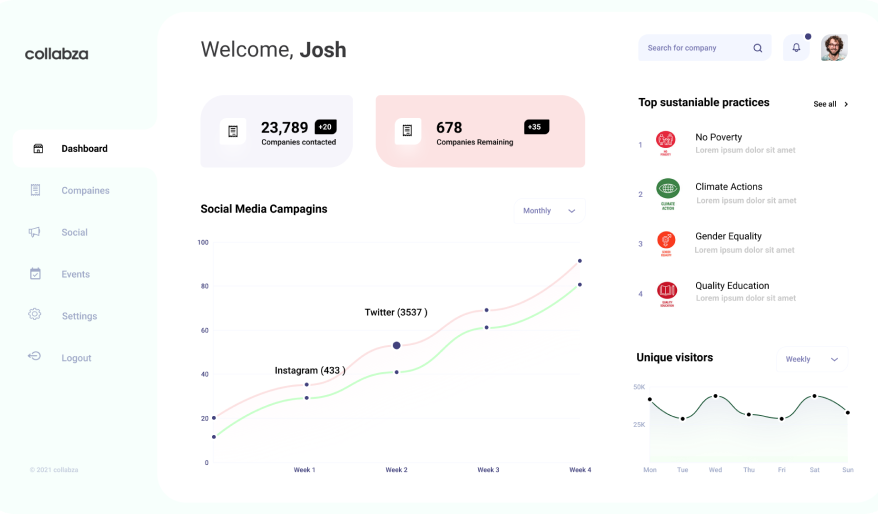 collabza
Welcome, Josh
Search for company
Dashboard
Compaines
Social
Events
Settings
Logout
© 2021 collabza
23,789 +20
Companies contacted
678 +35
Companies Remaining
Social Media Campagins
Monthly
100
80
60
40
20
0
Twitter (3537 )
Instagram (433 )
Week 1 Week 2 Week 3 Week 4
Top sustaniable practices
See all
1 No Poverty
Lorem ipsum dolor sit amet
2 Climate Actions
Lorem ipsum dolor sit amet
CLIMATE
ACTION
3 Gender Equality
Lorem ipsum dolor sit amet
4 Quality Education
Lorem ipsum dolor sit amet
Unique visitors
Weekly
50K
25K
Mon Tue Wed Thu Fri Sat Sun